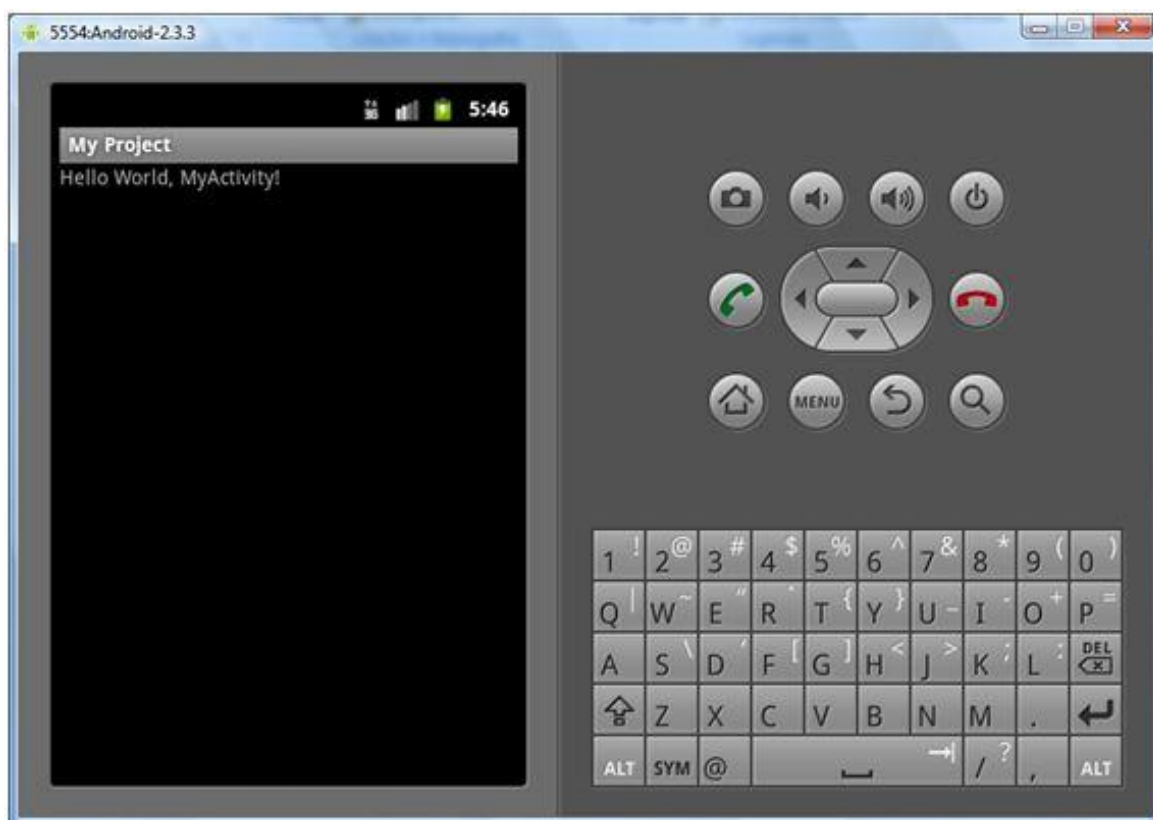 5554:Android-2.3.3
3G 5:46
My Project
Hello World, MyActivity!
MENU
1 ! 2 @ 3 # 4 $ 5 % 6 ^ 7 & 8 * 9 ( 0 )
Q | W ~ E " R ` T { Y } U _ I - O + P =
A S \ D ' F [ G ] H < J > K ; L : DEL
Z X C V B N M .
ALT SYM @ / ? , ALT